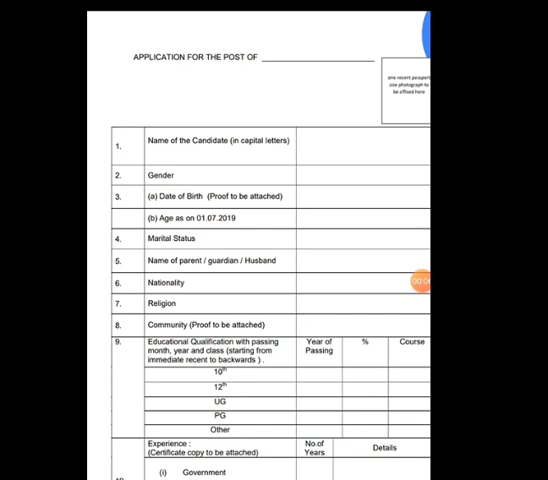 APPLICATION FOR THE POST OF
one recent passport
size photograph to
be affixed here
1. Name of the Candidate (in capital letters)
2. Gender
3. (a) Date of Birth (Proof to be attached)
(b) Age as on 01.07.2019
4. Marital Status
5. Name of parent / guardian / Husband
6. Nationality
7. Religion
8. Community (Proof to be attached)
9. Educational Qualification with passing month, year and class (starting from immediate recent to backwards ) . Year of Passing % Course
10th
12th
UG
PG
Other
Experience : (Certificate copy to be attached) No.of Years Details
(i) Government